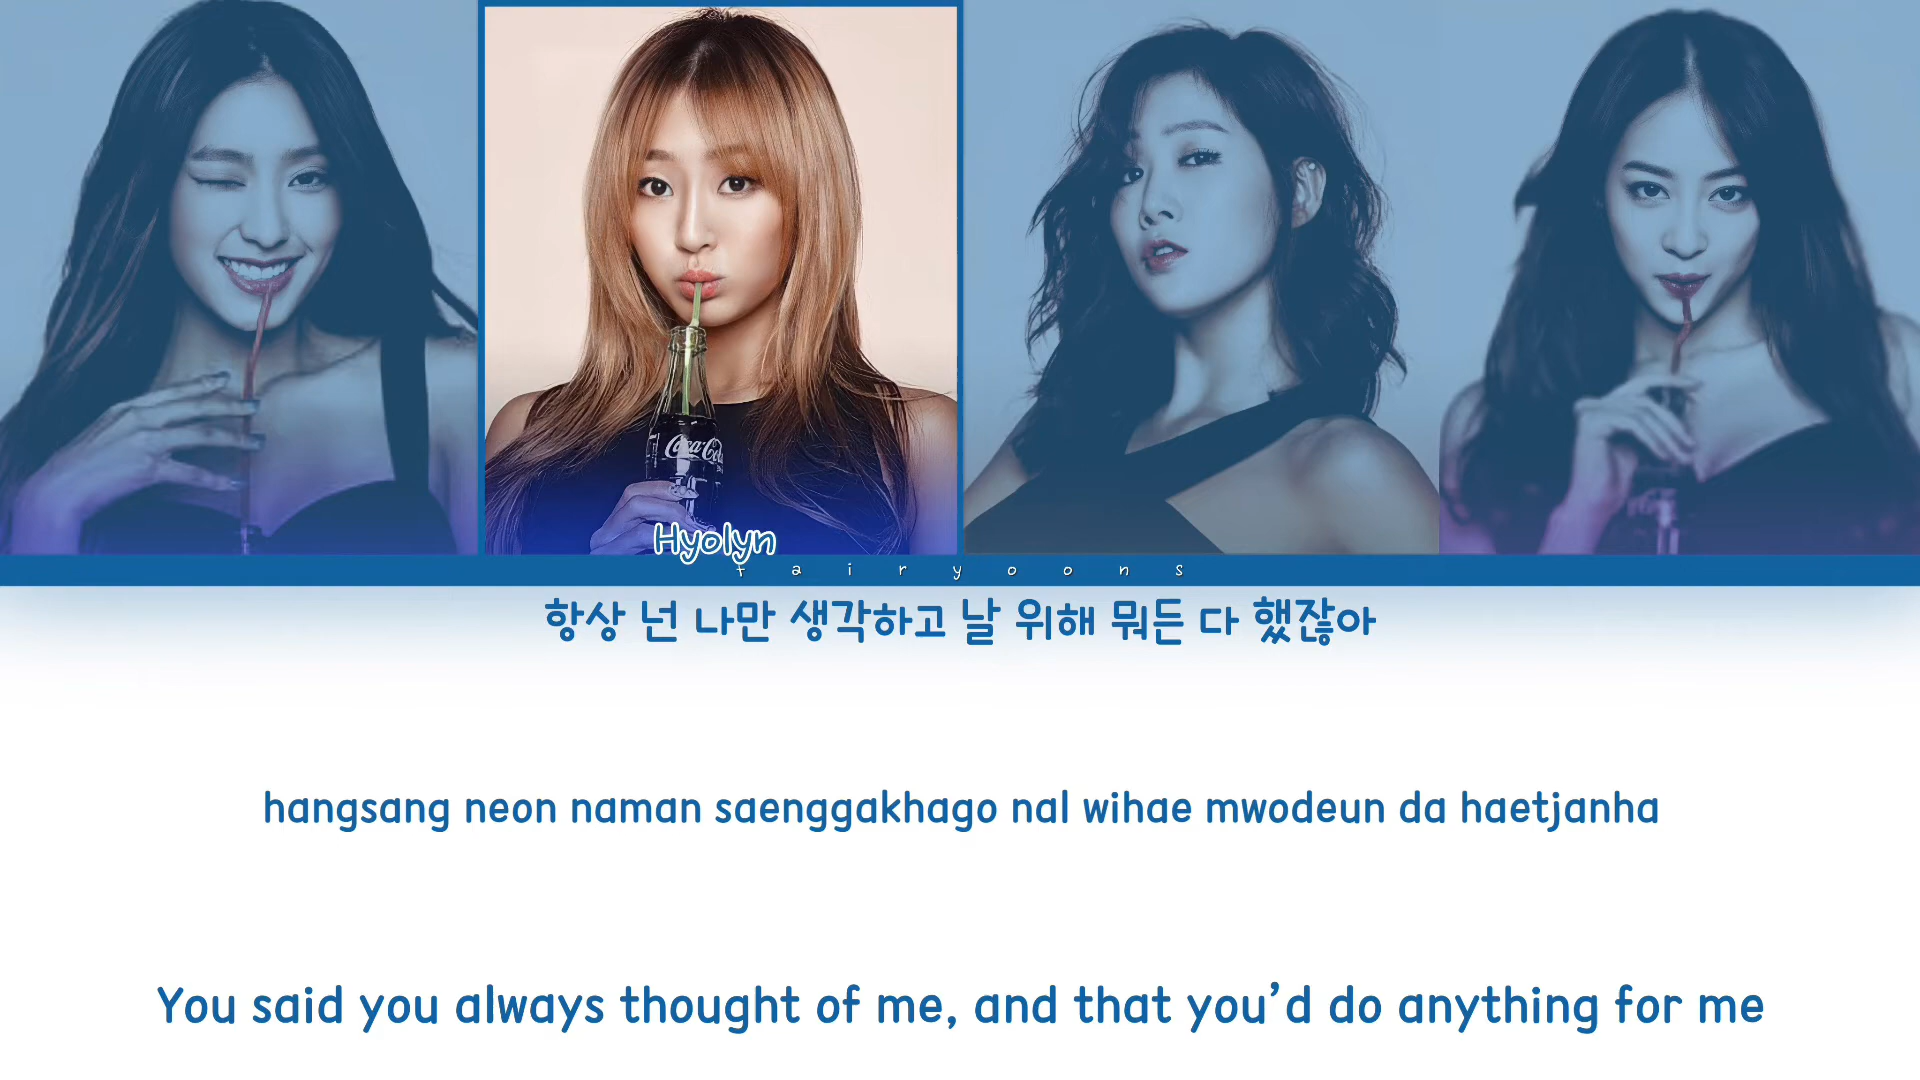 Coca-Cola
Hyolyn
fairyoons
항상 넌 나만 생각하고 날 위해 뭐든 다 했잖아
hangsang neon naman saenggakhago nal wihae mwodeun da haetjanha
You said you always thought of me, and that you'd do anything for me